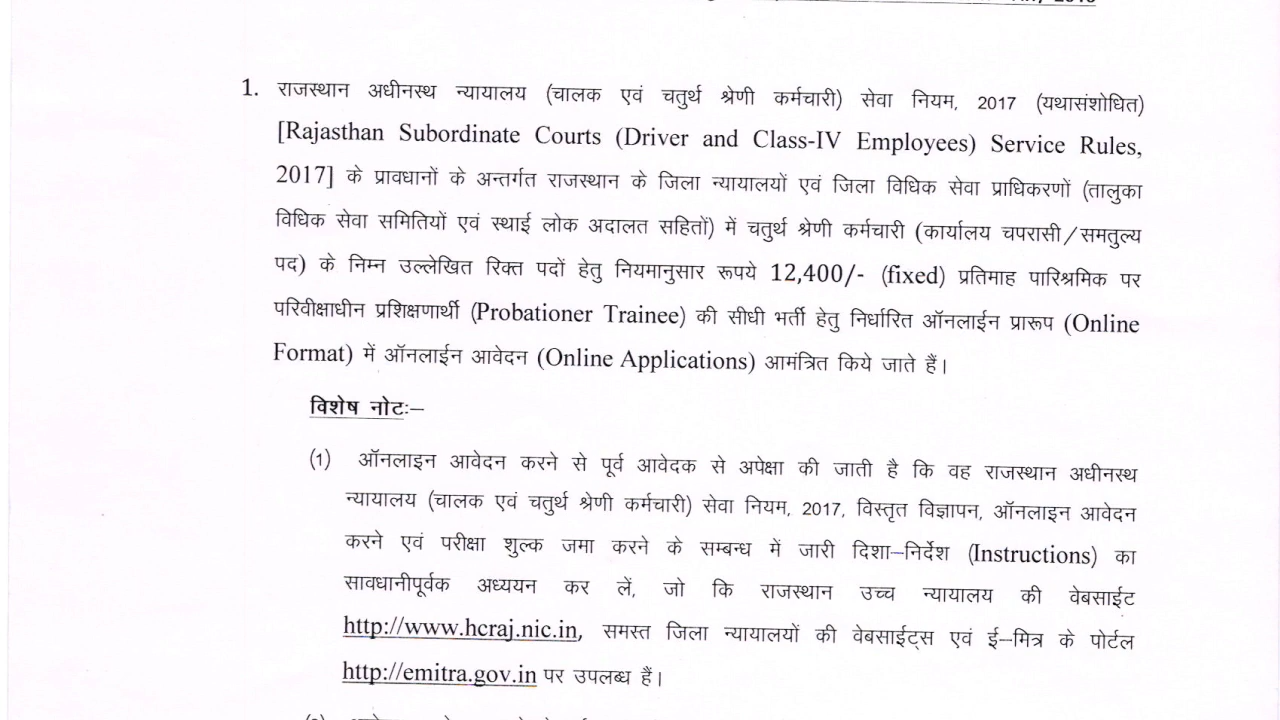 1. राजस्थान अधीनस्थ न्यायालय (चालक एवं चतुर्थ श्रेणी कर्मचारी) सेवा नियम, 2017 (यथासंशोधित)
[Rajasthan Subordinate Courts (Driver and Class-IV Employees) Service Rules,
2017] के प्रावधानों के अन्तर्गत राजस्थान के जिला न्यायालयों एवं जिला विधिक सेवा प्राधिकरणों (तालुका
विधिक सेवा समितियों एवं स्थाई लोक अदालत सहितों) में चतुर्थ श्रेणी कर्मचारी (कार्यालय चपरासी/समतुल्य
पद) के निम्न उल्लेखित रिक्त पदों हेतु नियमानुसार रूपये 12,400/- (fixed) प्रतिमाह पारिश्रमिक पर
परिवीक्षाधीन प्रशिक्षणार्थी (Probationer Trainee) की सीधी भर्ती हेतु निर्धारित ऑनलाईन प्रारूप (Online
Format) में ऑनलाईन आवेदन (Online Applications) आमंत्रित किये जाते हैं।
विशेष नोटः–
(1) ऑनलाइन आवेदन करने से पूर्व आवेदक से अपेक्षा की जाती है कि वह राजस्थान अधीनस्थ
न्यायालय (चालक एवं चतुर्थ श्रेणी कर्मचारी) सेवा नियम, 2017, विस्तृत विज्ञापन, ऑनलाइन आवेदन
करने एवं परीक्षा शुल्क जमा करने के सम्बन्ध में जारी दिशा–निर्देश (Instructions) का
सावधानीपूर्वक अध्ययन कर लें, जो कि राजस्थान उच्च न्यायालय की वेबसाईट
http://www.hcraj.nic.in, समस्त जिला न्यायालयों की वेबसाईट्स एवं ई–मित्र के पोर्टल
http://emitra.gov.in पर उपलब्ध हैं।